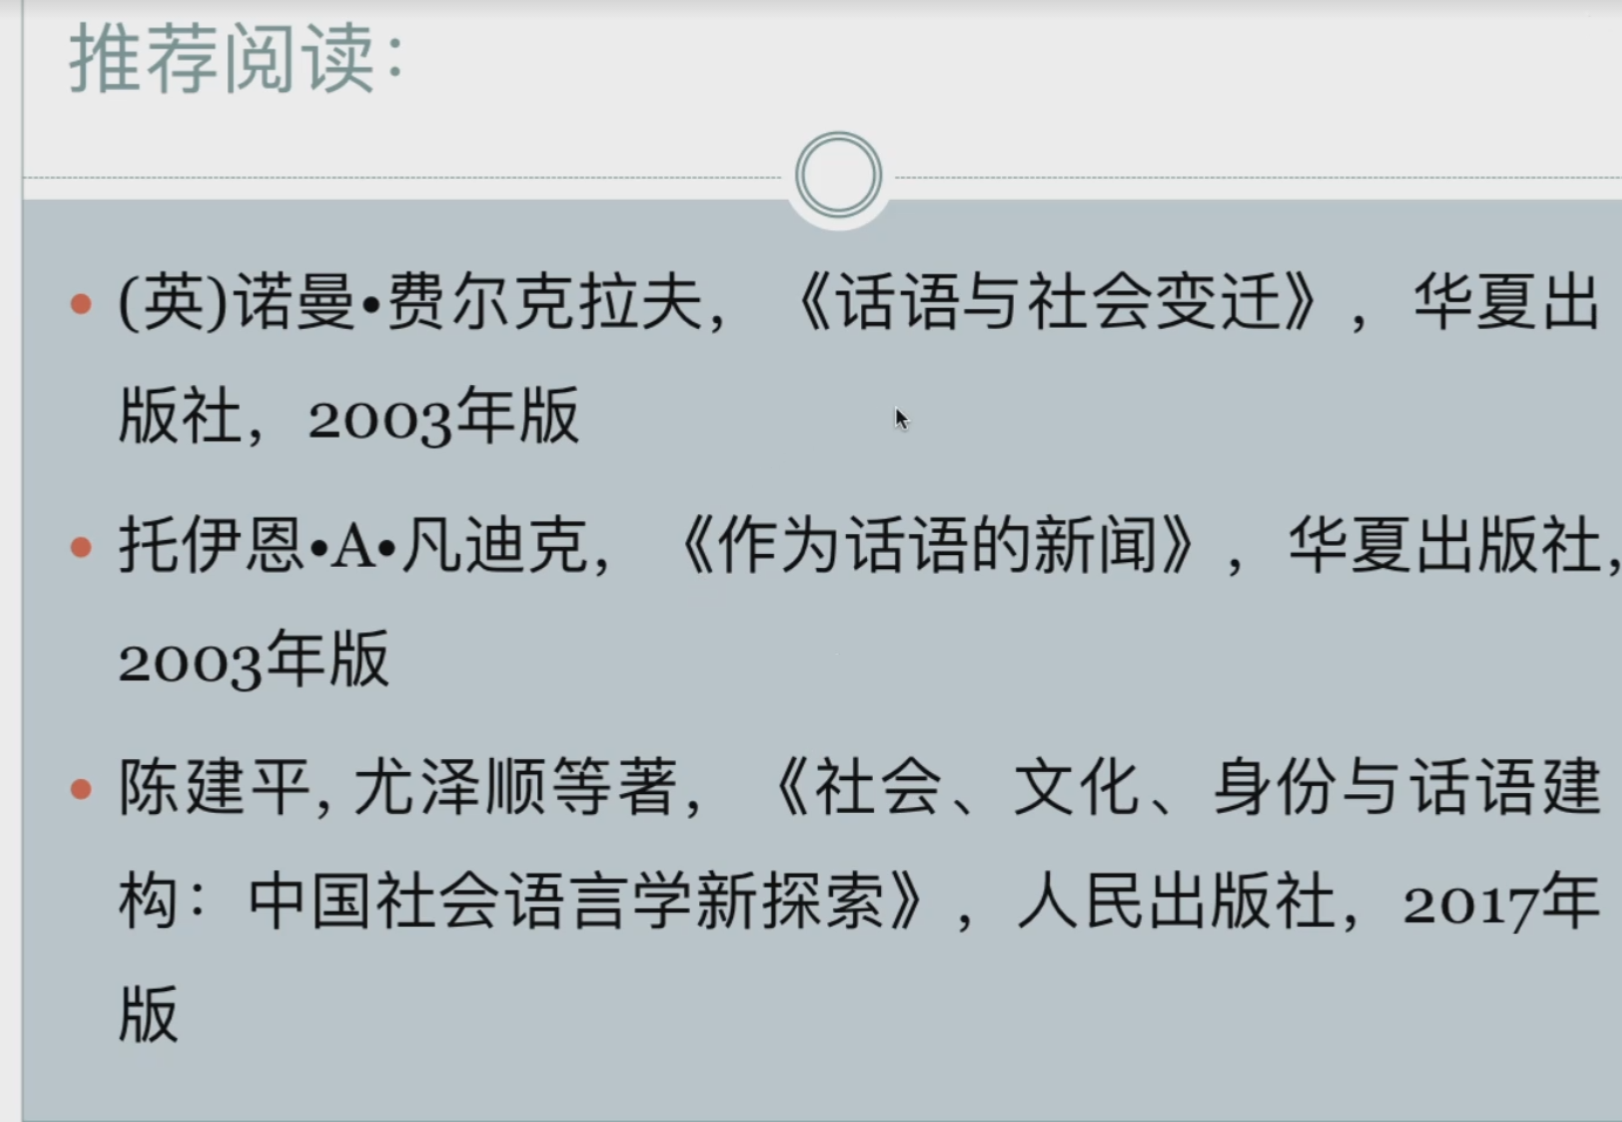 推荐阅读：
(英)诺曼•费尔克拉夫，《话语与社会变迁》，华夏出
版社，2003年版
托伊恩•A•凡迪克，《作为话语的新闻》，华夏出版社，
2003年版
陈建平, 尤泽顺等著，《社会、文化、身份与话语建
构：中国社会语言学新探索》，人民出版社，2017年
版